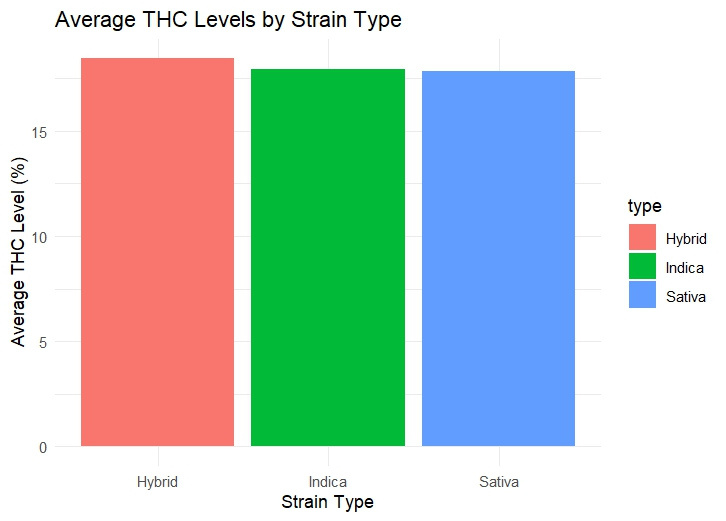 Average THC Levels by Strain Type
Average THC Level (%)
15
10
5
0
Hybrid
Indica
Sativa
Strain Type
type
Hybrid
Indica
Sativa